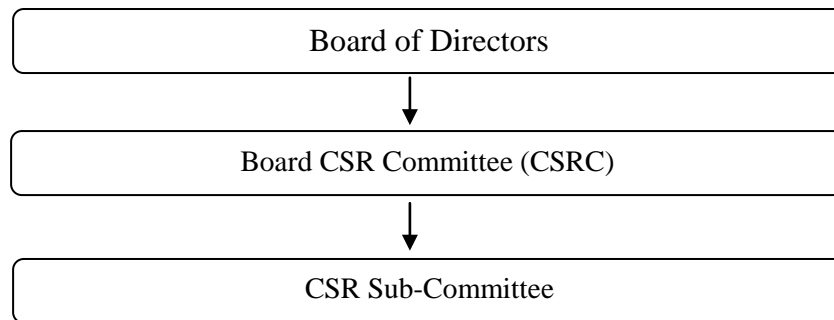 Board of Directors
Board CSR Committee (CSRC)
CSR Sub-Committee